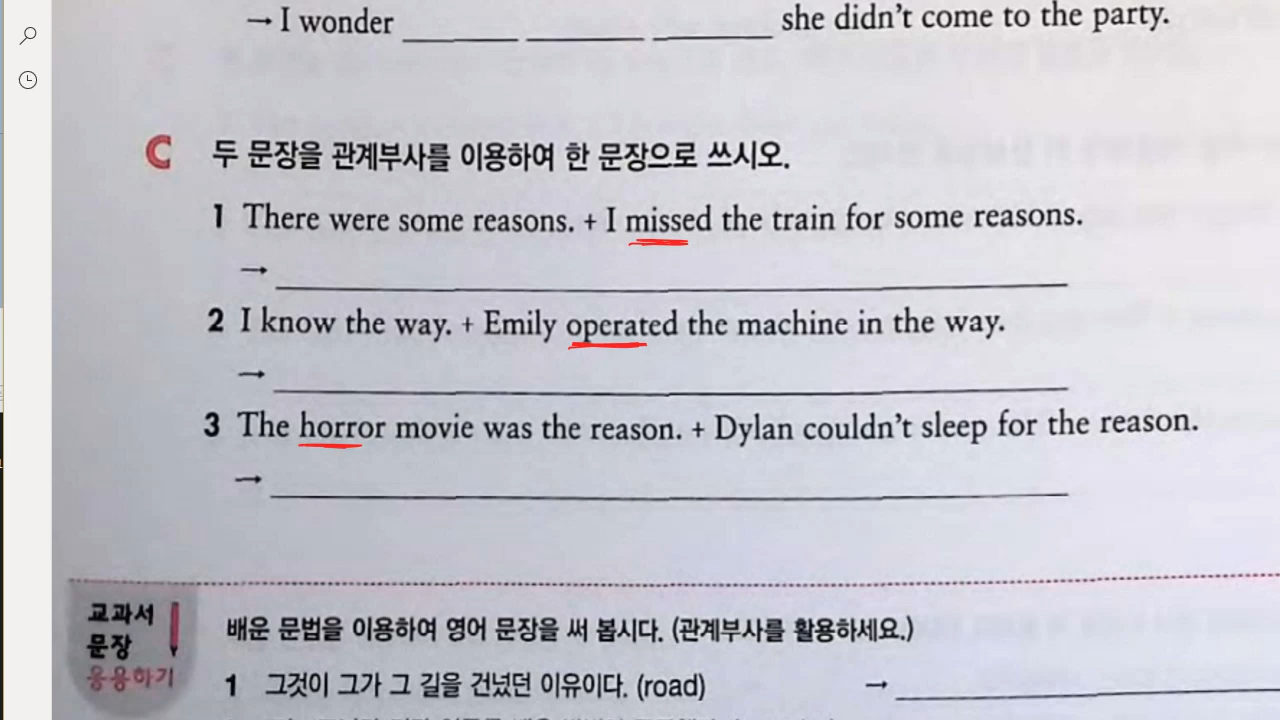 → I wonder ______ ______ ______ she didn't come to the party.
C 두 문장을 관계부사를 이용하여 한 문장으로 쓰시오.
1 There were some reasons. + I missed the train for some reasons.
→
2 I know the way. + Emily operated the machine in the way.
→
3 The horror movie was the reason. + Dylan couldn't sleep for the reason.
→
교과서
문장
응용하기
배운 문법을 이용하여 영어 문장을 써 봅시다. (관계부사를 활용하세요.)
1 그것이 그가 그 길을 건넜던 이유이다. (road) →